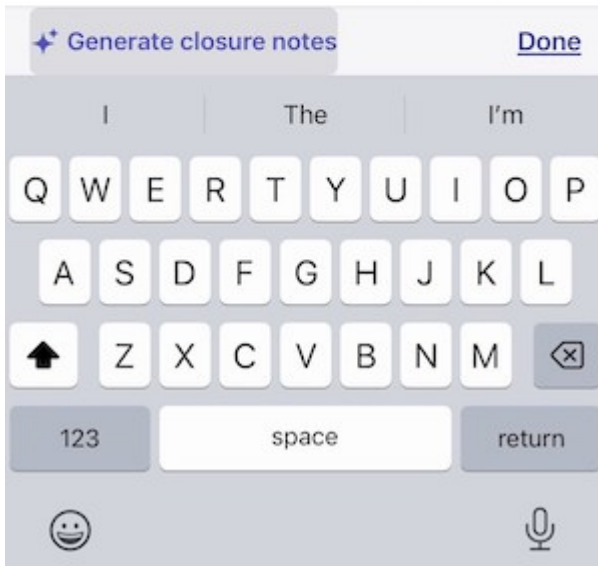 Generate closure notes Done
I The I'm
Q W E R T Y U I O P
A S D F G H J K L
Z X C V B N M
123 space return